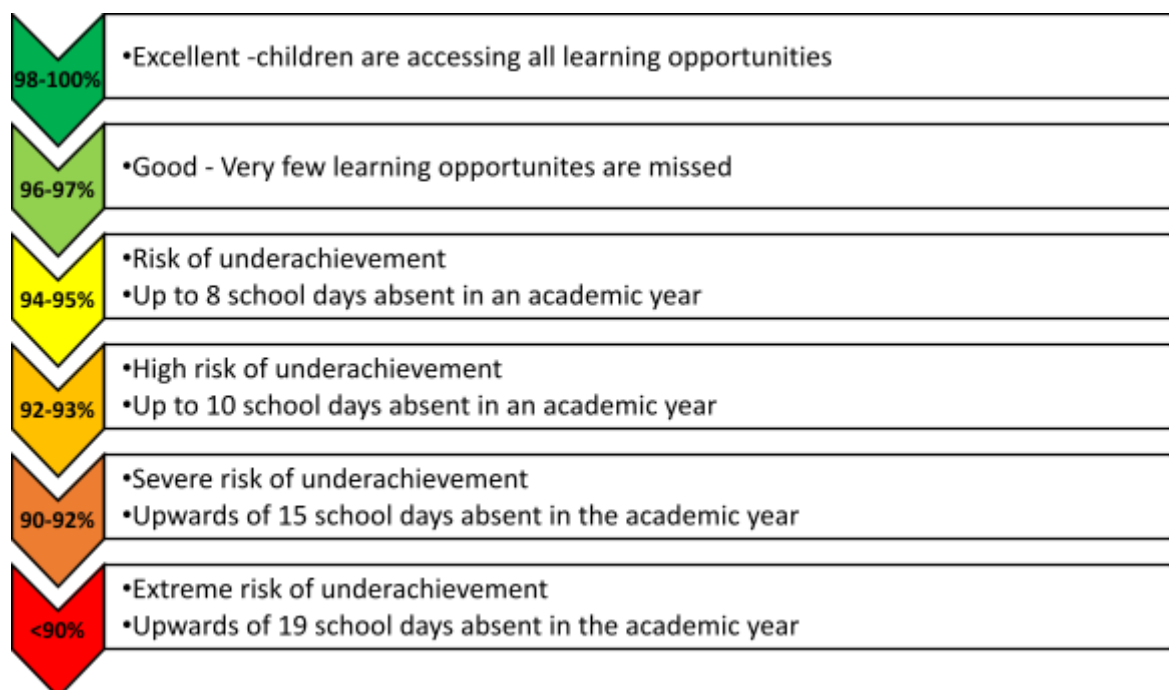 98-100%
•Excellent -children are accessing all learning opportunities
96-97%
•Good - Very few learning opportunites are missed
94-95%
•Risk of underachievement
•Up to 8 school days absent in an academic year
92-93%
•High risk of underachievement
•Up to 10 school days absent in an academic year
90-92%
•Severe risk of underachievement
•Upwards of 15 school days absent in the academic year
<90%
•Extreme risk of underachievement
•Upwards of 19 school days absent in the academic year